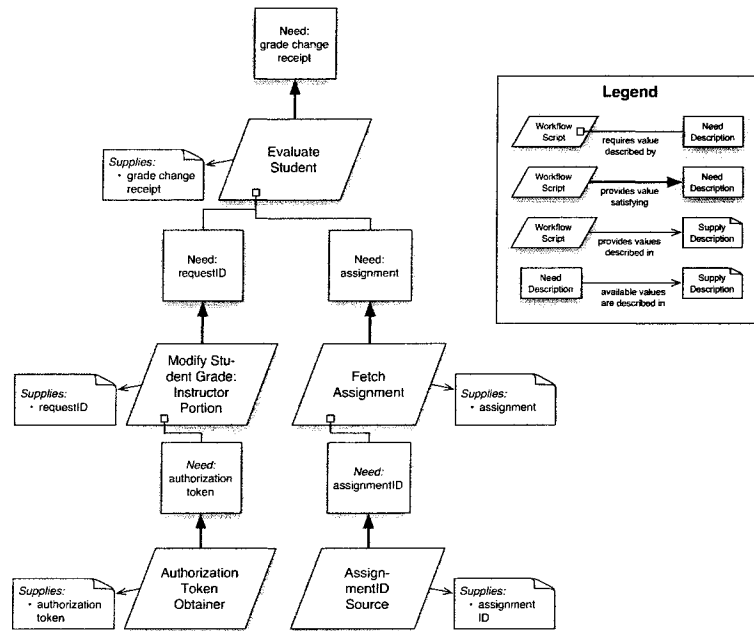 Need:
grade change
receipt
Evaluate
Student
Supplies:
• grade change
receipt
Need:
requestID
Need:
assignment
Modify Stu-
dent Grade:
Instructor
Portion
Supplies:
• requestID
Fetch
Assignment
Supplies:
• assignment
Need:
authorization
token
Need:
assignmentID
Authorization
Token
Obtainer
Supplies:
• authorization
token
Assign-
mentID
Source
Supplies:
• assignment
ID
Legend
Workflow
Script
requires value
described by
Need
Description
Workflow
Script
provides value
satisfying
Need
Description
Workflow
Script
provides values
described in
Supply
Description
Need
Description
available values
are described in
Supply
Description